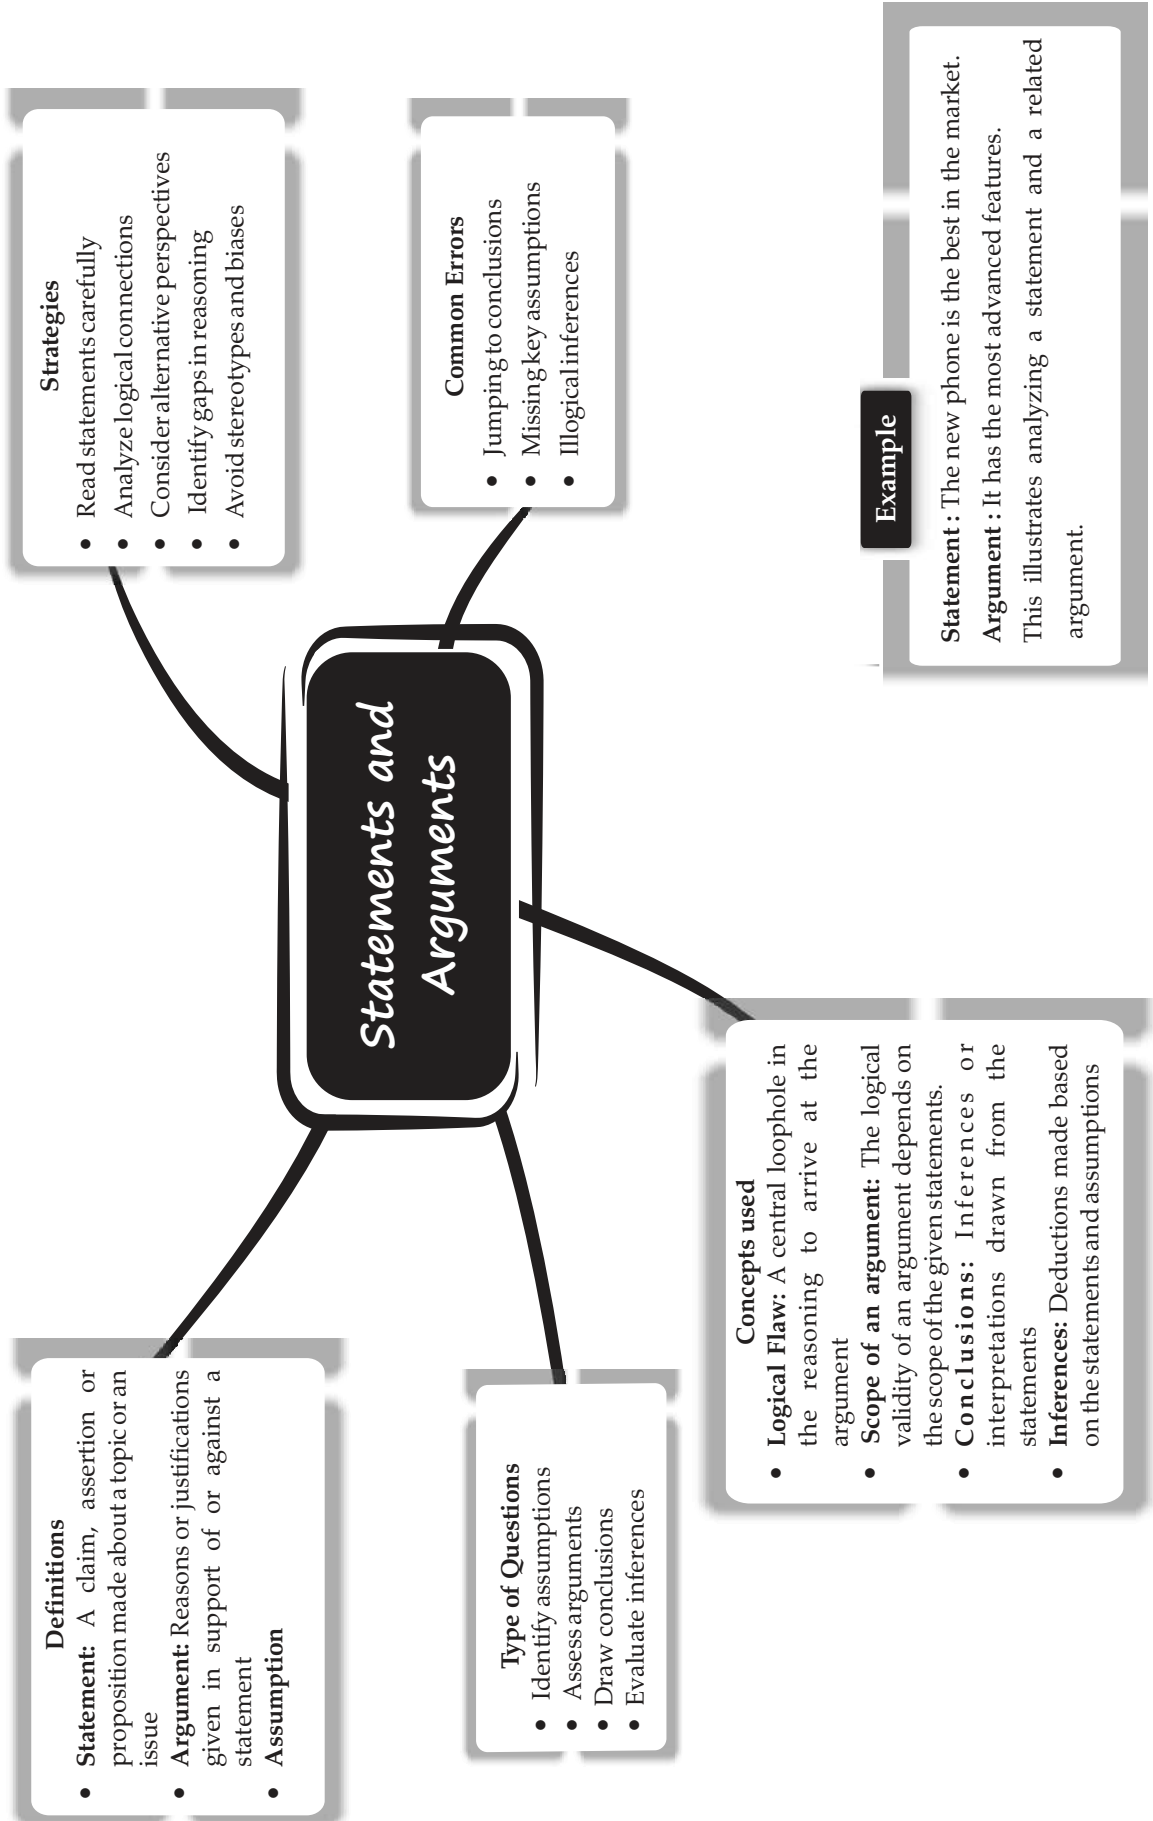 Definitions
• Statement: A claim, assertion or
proposition made about a topic or an
issue
• Argument: Reasons or justifications
given in support of or against a
statement
• Assumption
Strategies
• Read statements carefully
• Analyze logical connections
• Consider alternative perspectives
• Identify gaps in reasoning
• Avoid stereotypes and biases
Statements and
Arguments
Type of Questions
• Identify assumptions
• Assess arguments
• Draw conclusions
• Evaluate inferences
Common Errors
• Jumping to conclusions
• Missing key assumptions
• Illogical inferences
Concepts used
• Logical Flaw: A central loophole in
the reasoning to arrive at the
argument
• Scope of an argument: The logical
validity of an argument depends on
the scope of the given statements.
• Conclusions: Inferences or
interpretations drawn from the
statements
• Inferences: Deductions made based
on the statements and assumptions
Example
Statement : The new phone is the best in the market.
Argument : It has the most advanced features.
This illustrates analyzing a statement and a related
argument.